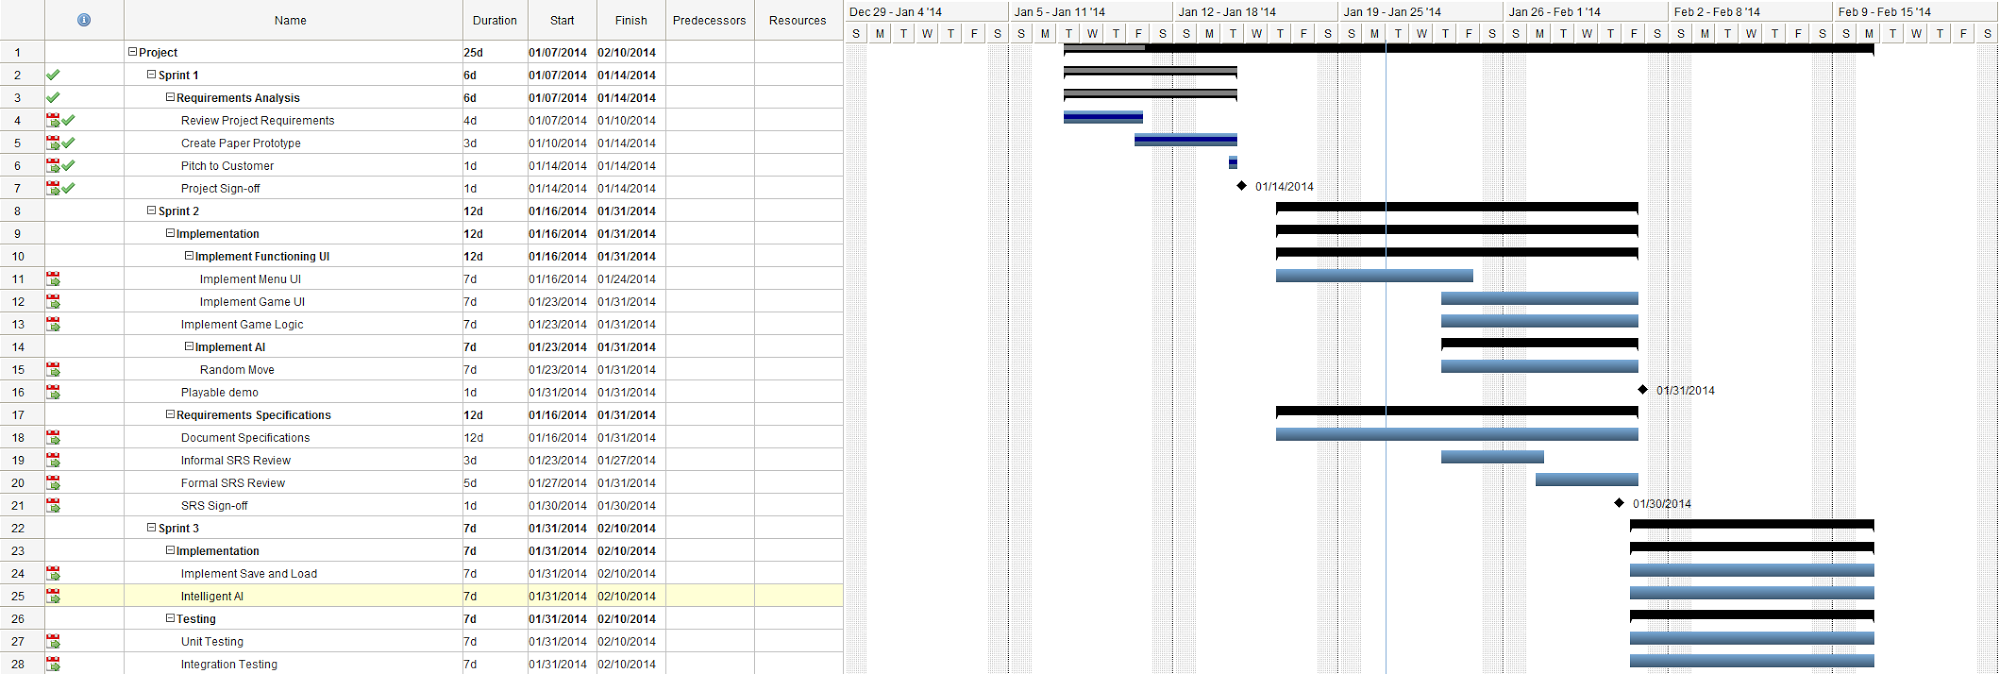 Name Duration Start Finish Predecessors Resources Dec 29 - Jan 4 '14 Jan 5 - Jan 11 '14 Jan 12 - Jan 18 '14 Jan 19 - Jan 25 '14 Jan 26 - Feb 1 '14 Feb 2 - Feb 8 '14 Feb 9 - Feb 15 '14
S M T W T F S S M T W T F S S M T W T F S S M T W T F S S M T W T F S S M T W T F S S M T W T F S
1 Project 25d 01/07/2014 02/10/2014
2 Sprint 1 6d 01/07/2014 01/14/2014
3 Requirements Analysis 6d 01/07/2014 01/14/2014
4 Review Project Requirements 4d 01/07/2014 01/10/2014
5 Create Paper Prototype 3d 01/10/2014 01/14/2014
6 Pitch to Customer 1d 01/14/2014 01/14/2014
7 Project Sign-off 1d 01/14/2014 01/14/2014 01/14/2014
8 Sprint 2 12d 01/16/2014 01/31/2014
9 Implementation 12d 01/16/2014 01/31/2014
10 Implement Functioning UI 12d 01/16/2014 01/31/2014
11 Implement Menu UI 7d 01/16/2014 01/24/2014
12 Implement Game UI 7d 01/23/2014 01/31/2014
13 Implement Game Logic 7d 01/23/2014 01/31/2014
14 Implement AI 7d 01/23/2014 01/31/2014
15 Random Move 7d 01/23/2014 01/31/2014
16 Playable demo 1d 01/31/2014 01/31/2014 01/31/2014
17 Requirements Specifications 12d 01/16/2014 01/31/2014
18 Document Specifications 12d 01/16/2014 01/31/2014
19 Informal SRS Review 3d 01/23/2014 01/27/2014
20 Formal SRS Review 5d 01/27/2014 01/31/2014
21 SRS Sign-off 1d 01/30/2014 01/30/2014 01/30/2014
22 Sprint 3 7d 01/31/2014 02/10/2014
23 Implementation 7d 01/31/2014 02/10/2014
24 Implement Save and Load 7d 01/31/2014 02/10/2014
25 Intelligent AI 7d 01/31/2014 02/10/2014
26 Testing 7d 01/31/2014 02/10/2014
27 Unit Testing 7d 01/31/2014 02/10/2014
28 Integration Testing 7d 01/31/2014 02/10/2014